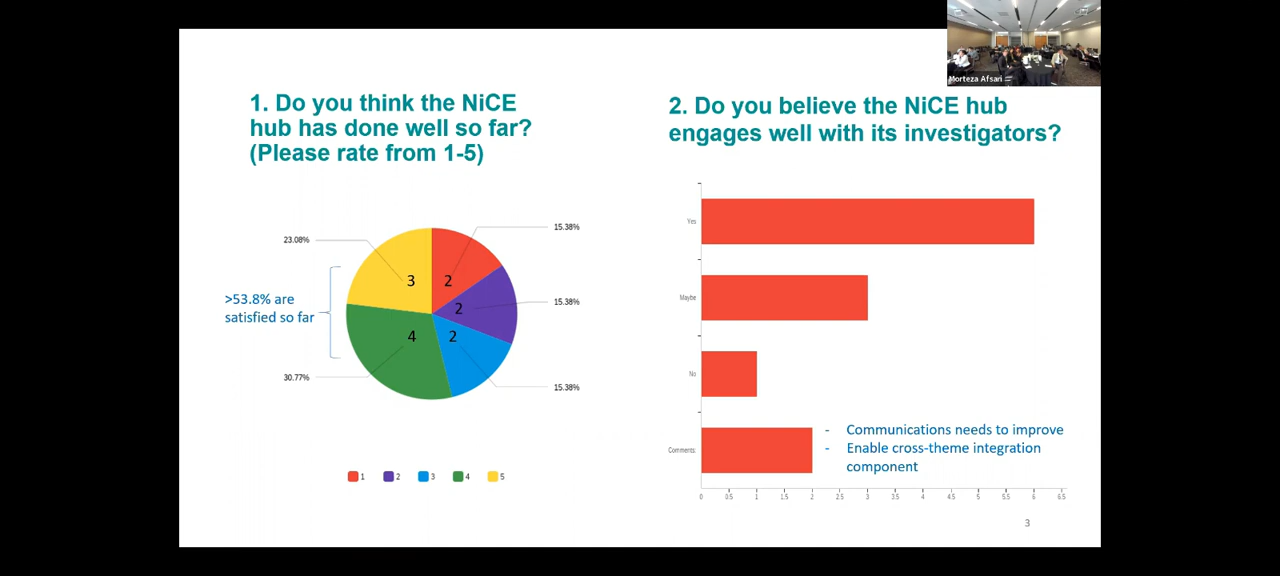 Morteza Afsari
1. Do you think the NiCE
hub has done well so far?
(Please rate from 1-5)
2. Do you believe the NiCE hub
engages well with its investigators?
15.38%
23.08%
3
2
>53.8% are
satisfied so far
2
15.38%
4
2
30.77%
15.38%
1
2
3
4
5
Yes
Maybe
No
Comments:
- Communications needs to improve
- Enable cross-theme integration
component
0 0.5 1 1.5 2 2.5 3 3.5 4 4.5 5 5.5 6 6.5
3